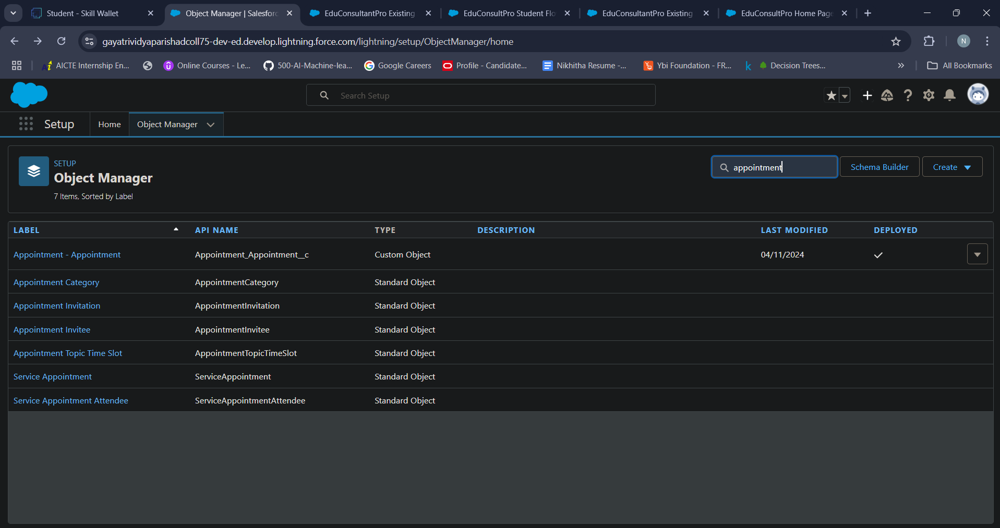 Student - Skill Wallet
Object Manager | Salesforc
EduConsultantPro Existing
EduConsultPro Student Flo
EduConsultantPro Existing
EduConsultPro Home Page
gayatrividyaparishadcoll75-dev-ed.develop.lightning.force.com/lightning/setup/ObjectManager/home
N
AICTE Internship En...
Online Courses - Le...
500-AI-Machine-lea...
Google Careers
Profile - Candidate...
Nikhitha Resume -...
Ybi Foundation - FR...
k
Decision Trees...
All Bookmarks
Search Setup
Setup
Home
Object Manager
SETUP
Object Manager
7 Items, Sorted by Label
appointment
Schema Builder
Create
LABEL API NAME TYPE DESCRIPTION LAST MODIFIED DEPLOYED
Appointment - Appointment Appointment_Appointment__c Custom Object 04/11/2024
Appointment Category AppointmentCategory Standard Object
Appointment Invitation AppointmentInvitation Standard Object
Appointment Invitee AppointmentInvitee Standard Object
Appointment Topic Time Slot AppointmentTopicTimeSlot Standard Object
Service Appointment ServiceAppointment Standard Object
Service Appointment Attendee ServiceAppointmentAttendee Standard Object